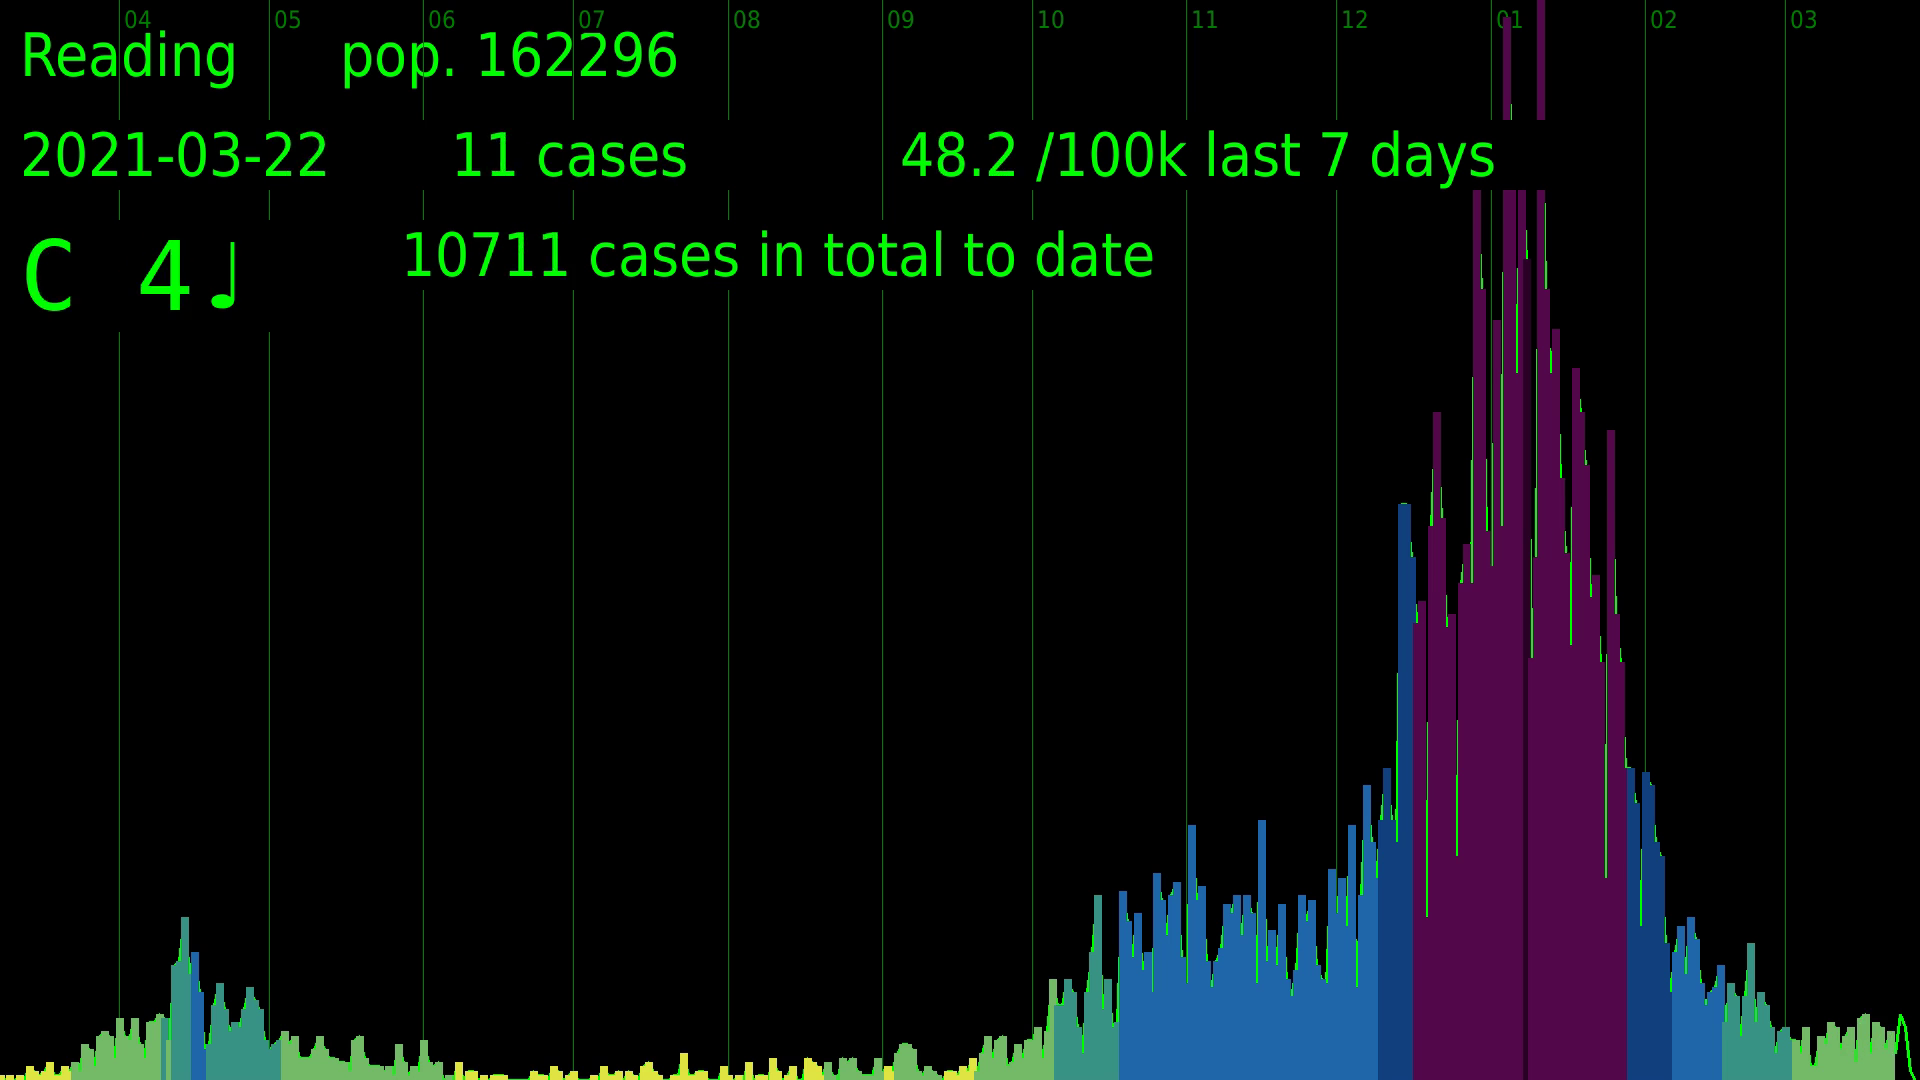 04 05 06 07 08 09 10 11 12 01 02 03
Reading pop. 162296
2021-03-22 11 cases 48.2 /100k last 7 days
C 4♩ 10711 cases in total to date